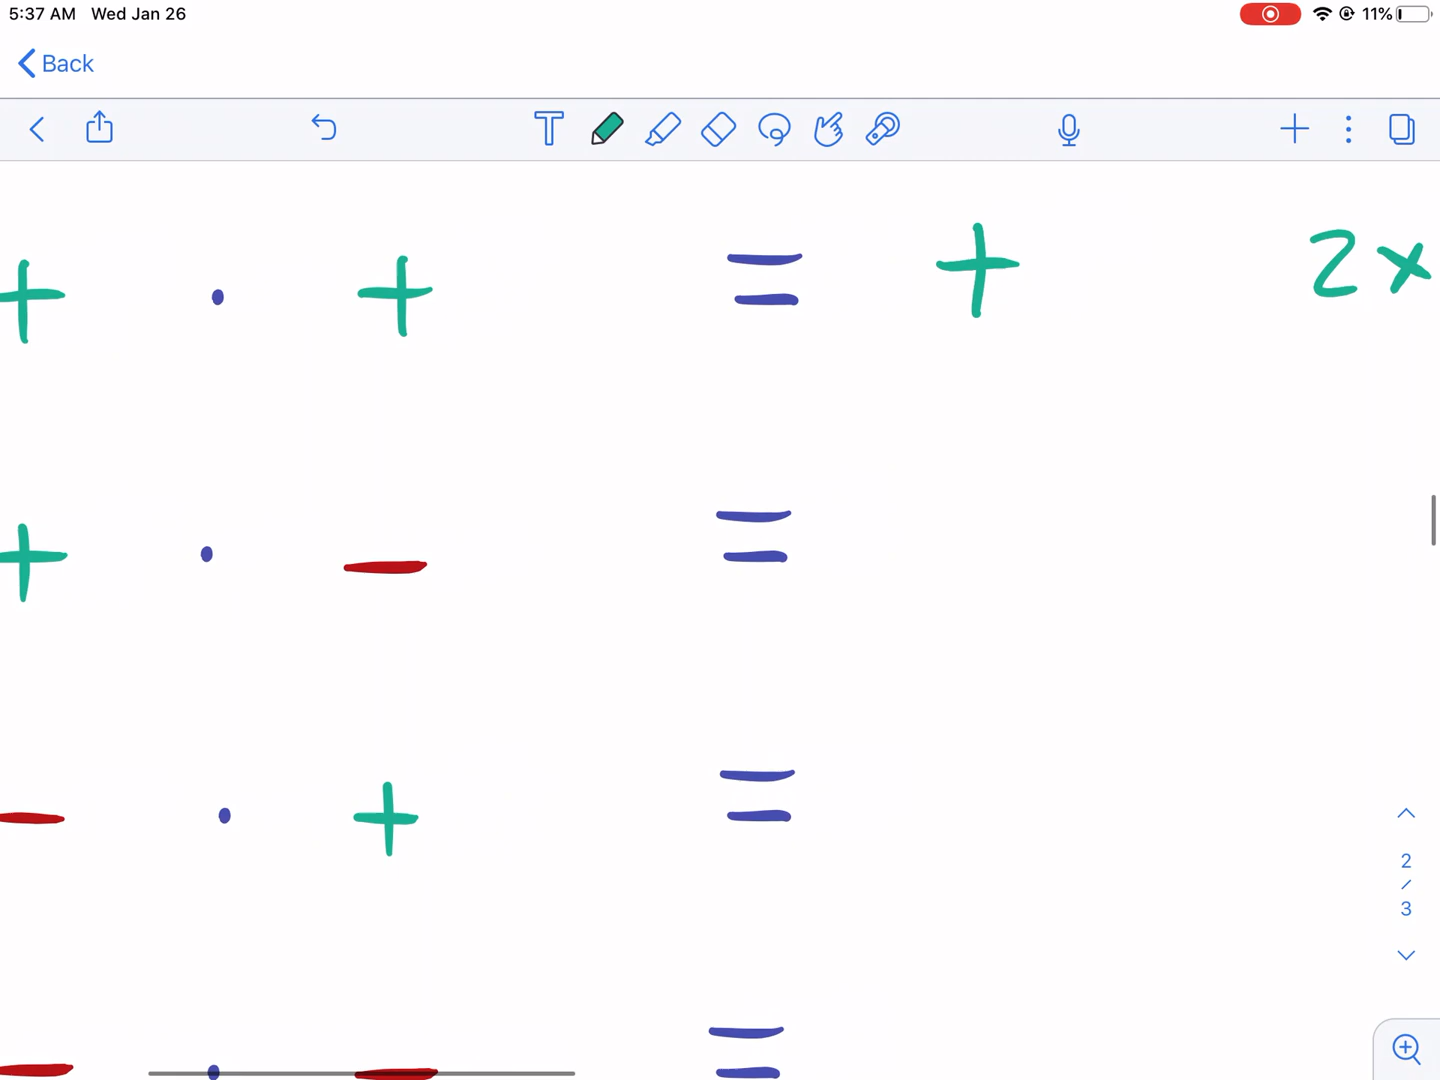 5:37 AM Wed Jan 26 11%
Back
+ · + = + 2x
+ · − =
− · + =
2
/
3
− · − =